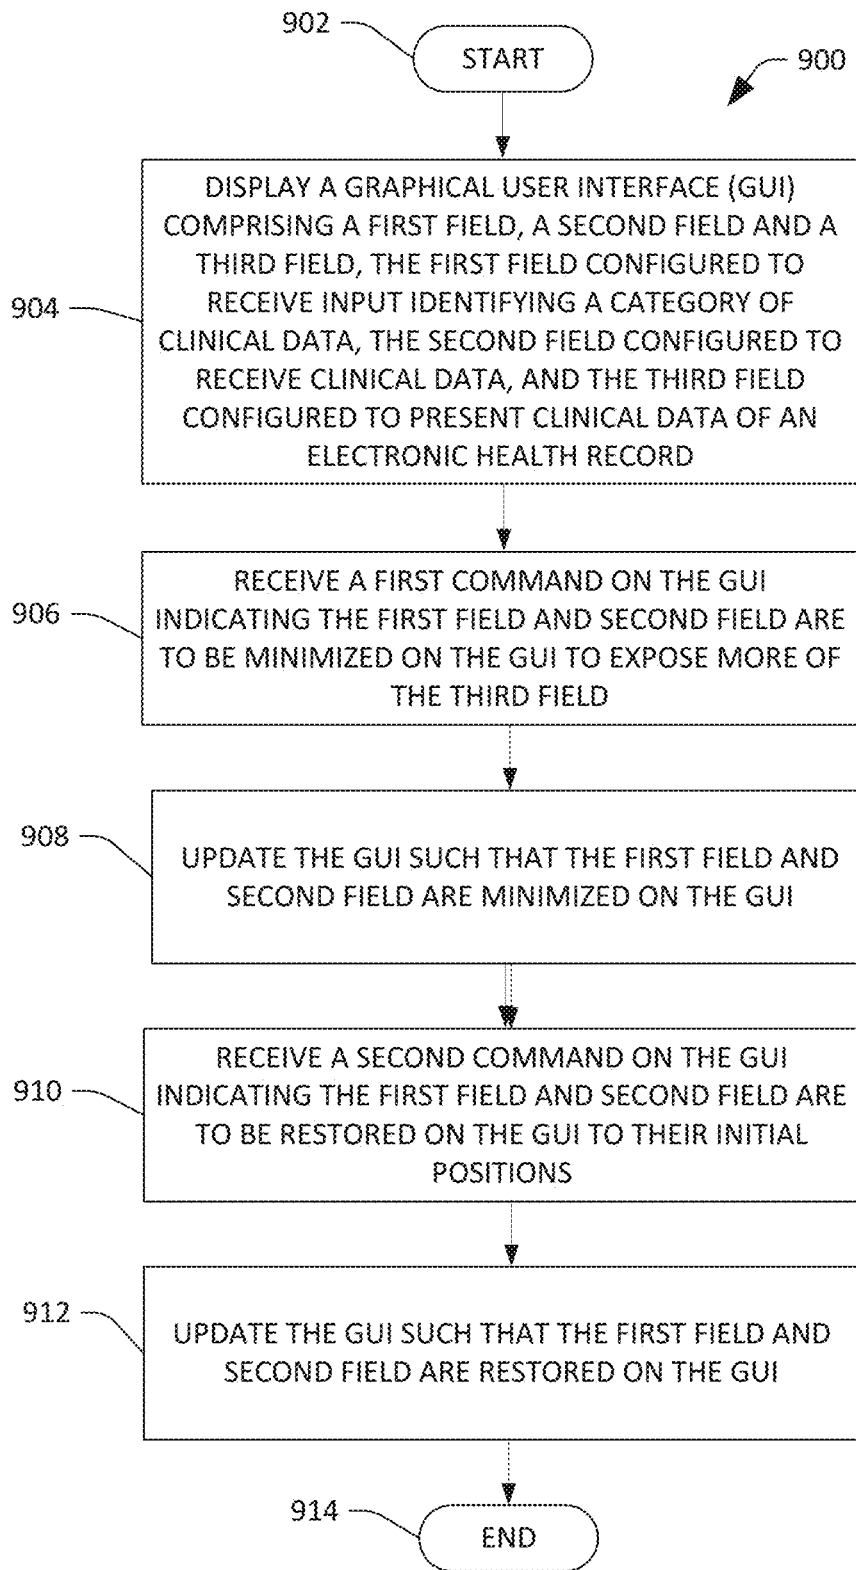 902
START
900
904
DISPLAY A GRAPHICAL USER INTERFACE (GUI)
COMPRISING A FIRST FIELD, A SECOND FIELD AND A
THIRD FIELD, THE FIRST FIELD CONFIGURED TO
RECEIVE INPUT IDENTIFYING A CATEGORY OF
CLINICAL DATA, THE SECOND FIELD CONFIGURED TO
RECEIVE CLINICAL DATA, AND THE THIRD FIELD
CONFIGURED TO PRESENT CLINICAL DATA OF AN
ELECTRONIC HEALTH RECORD
906
RECEIVE A FIRST COMMAND ON THE GUI
INDICATING THE FIRST FIELD AND SECOND FIELD ARE
TO BE MINIMIZED ON THE GUI TO EXPOSE MORE OF
THE THIRD FIELD
908
UPDATE THE GUI SUCH THAT THE FIRST FIELD AND
SECOND FIELD ARE MINIMIZED ON THE GUI
910
RECEIVE A SECOND COMMAND ON THE GUI
INDICATING THE FIRST FIELD AND SECOND FIELD ARE
TO BE RESTORED ON THE GUI TO THEIR INITIAL
POSITIONS
912
UPDATE THE GUI SUCH THAT THE FIRST FIELD AND
SECOND FIELD ARE RESTORED ON THE GUI
914
END